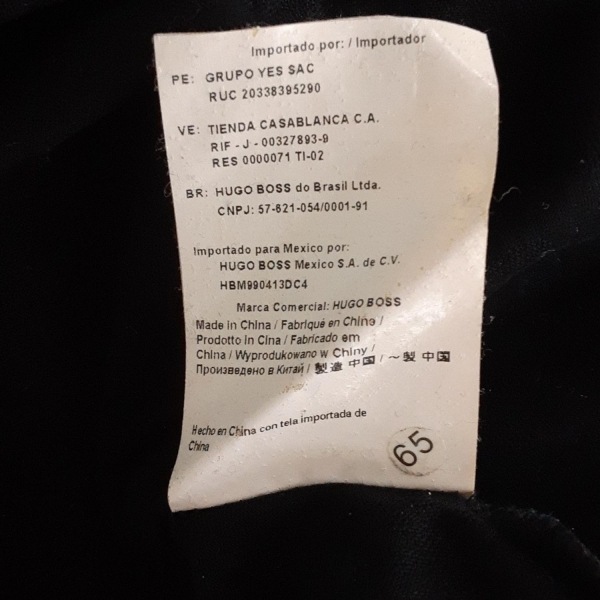 Importado por: / Importador
PE: GRUPO YES SAC
RUC 20338395290
VE: TIENDA CASABLANCA C.A.
RIF - J - 00327893-9
RES 0000071 TI-02
BR: HUGO BOSS do Brasil Ltda.
CNPJ: 57-621-054/0001-91
Importado para Mexico por:
HUGO BOSS Mexico S.A. de C.V.
HBM990413DC4
Marca Comercial: HUGO BOSS
Made in China / Fabriqué en Chine /
Prodotto in Cina / Fabricado em
China / Wyprodukowano w Chiny /
Произведено в Китай / 製造 中国 / ～製 中国
Hecho en China con tela importada de
China
65